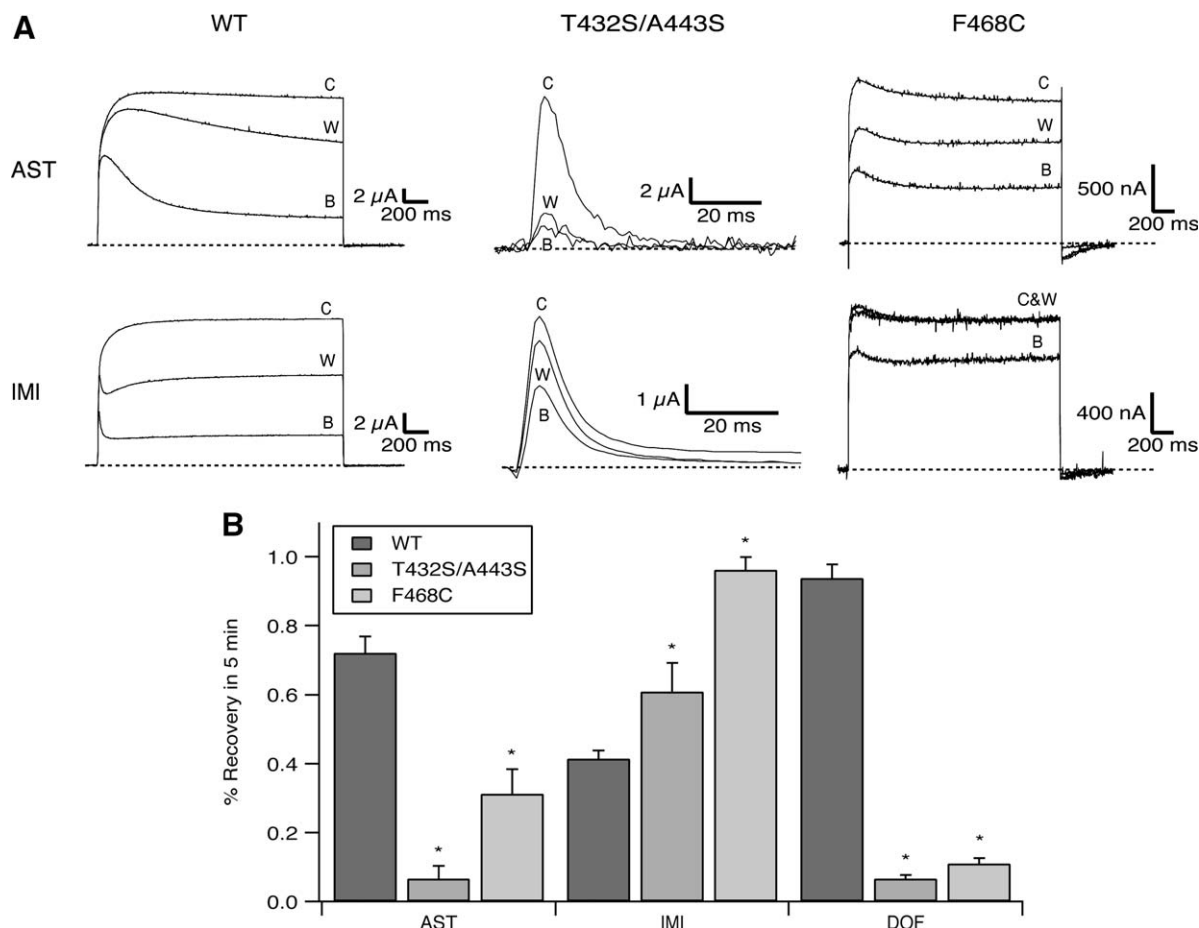 A
WT
T432S/A443S
F468C
AST
C
W
B
2 µA
200 ms
C
W
B
2 µA
20 ms
C
W
B
500 nA
200 ms
IMI
C
W
B
2 µA
200 ms
C
W
B
1 µA
20 ms
C&W
B
400 nA
200 ms
B
WT
T432S/A443S
F468C
% Recovery in 5 min
1.0
0.8
0.6
0.4
0.2
0.0
*
*
*
*
*
*
AST
IMI
DOF